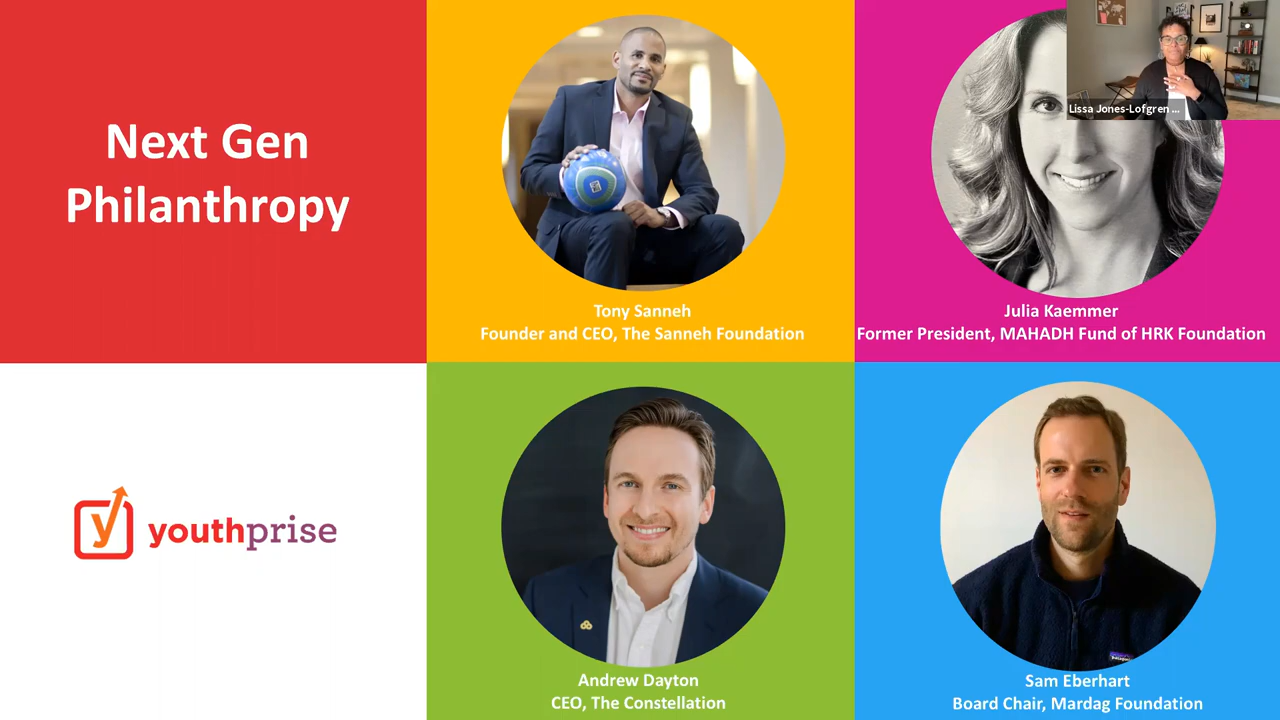 Next Gen
Philanthropy
Tony Sanneh
Founder and CEO, The Sanneh Foundation
Lissa Jones-Lofgren ...
Julia Kaemmer
Former President, MAHADH Fund of HRK Foundation
y youthprise
Andrew Dayton
CEO, The Constellation
Sam Eberhart
Board Chair, Mardag Foundation